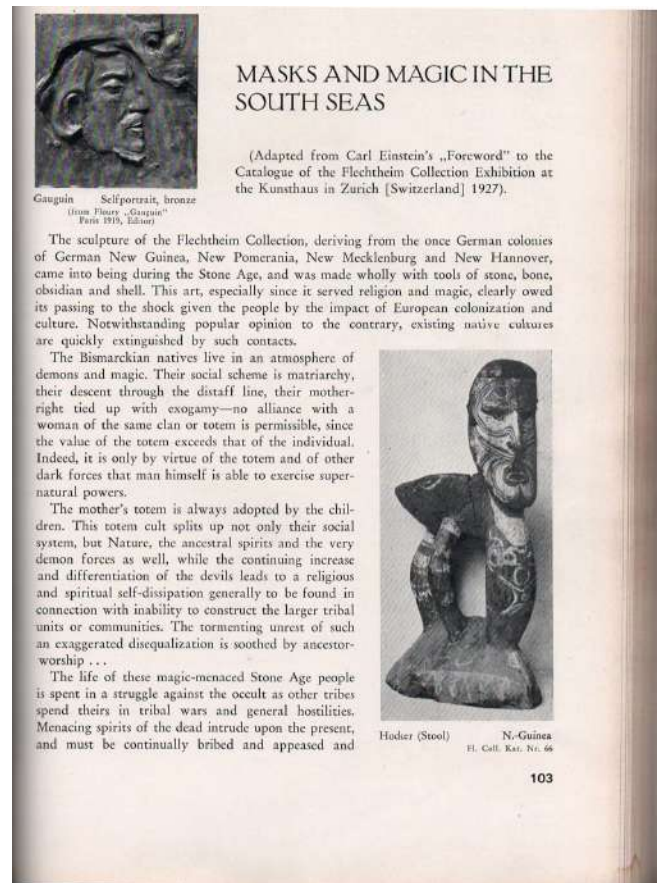 MASKS AND MAGIC IN THE
SOUTH SEAS
(Adapted from Carl Einstein's „Foreword" to the
Catalogue of the Flechtheim Collection Exhibition at
the Kunsthaus in Zurich [Switzerland] 1927).
Gauguin Selfportrait, bronze
(from Fleury „Gauguin"
Paris 1919, Editor)
The sculpture of the Flechtheim Collection, deriving from the once German colonies
of German New Guinea, New Pomerania, New Mecklenburg and New Hannover,
came into being during the Stone Age, and was made wholly with tools of stone, bone,
obsidian and shell. This art, especially since it served religion and magic, clearly owed
its passing to the shock given the people by the impact of European colonization and
culture. Notwithstanding popular opinion to the contrary, existing native cultures
are quickly extinguished by such contacts.
The Bismarckian natives live in an atmosphere of
demons and magic. Their social scheme is matriarchy,
their descent through the distaff line, their mother-
right tied up with exogamy—no alliance with a
woman of the same clan or totem is permissible, since
the value of the totem exceeds that of the individual.
Indeed, it is only by virtue of the totem and of other
dark forces that man himself is able to exercise super-
natural powers.
The mother's totem is always adopted by the chil-
dren. This totem cult splits up not only their social
system, but Nature, the ancestral spirits and the very
demon forces as well, while the continuing increase
and differentiation of the devils leads to a religious
and spiritual self-dissipation generally to be found in
connection with inability to construct the larger tribal
units or communities. The tormenting unrest of such
an exaggerated disequalization is soothed by ancestor-
worship ...
The life of these magic-menaced Stone Age people
is spent in a struggle against the occult as other tribes
spend theirs in tribal wars and general hostilities.
Menacing spirits of the dead intrude upon the present,
and must be continually bribed and appeased and
Hocker (Stool) N.-Guinea
Fl. Coll. Kat. Nr. 66
103